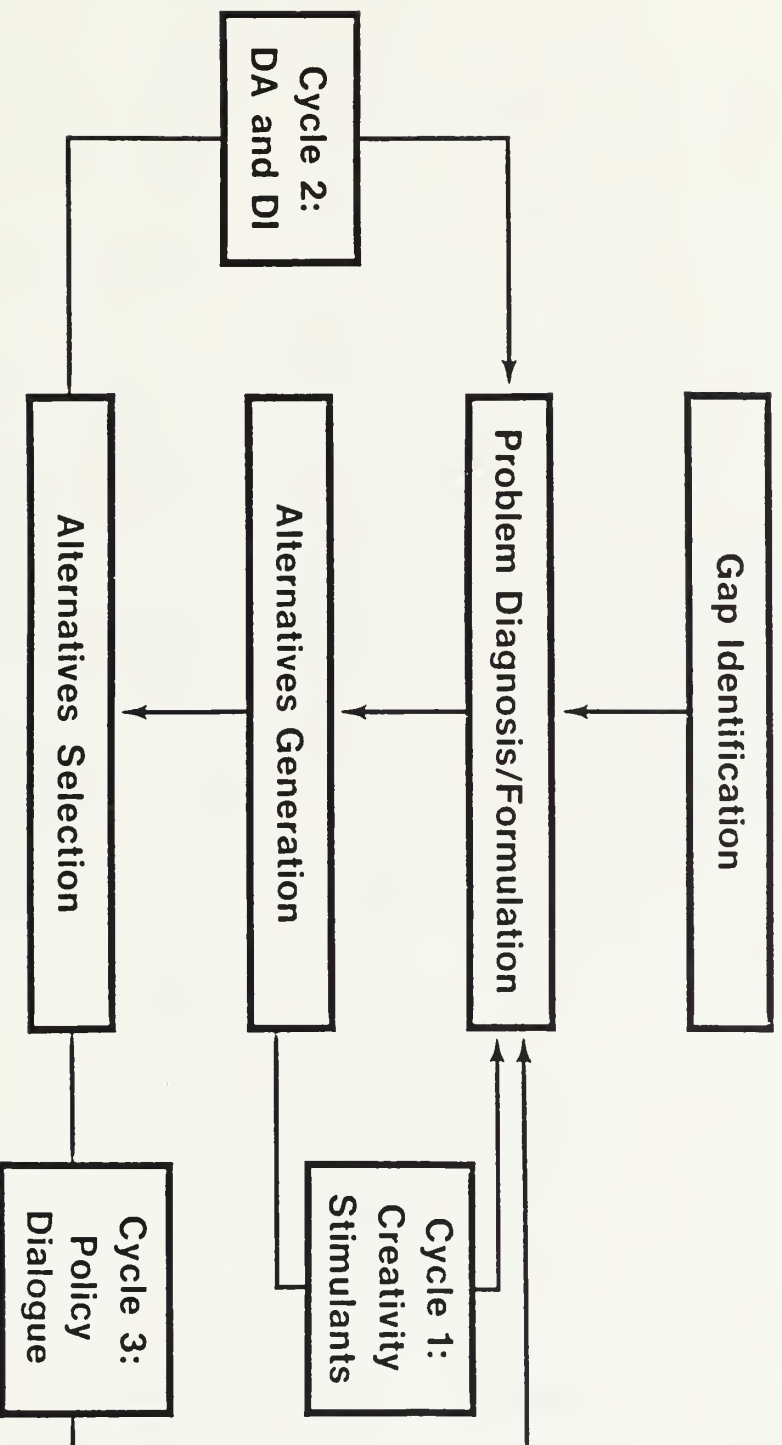 Gap Identification
Problem Diagnosis/Formulation
Alternatives Generation
Alternatives Selection
Cycle 1:
Creativity
Stimulants
Cycle 2:
DA and DI
Cycle 3:
Policy
Dialogue